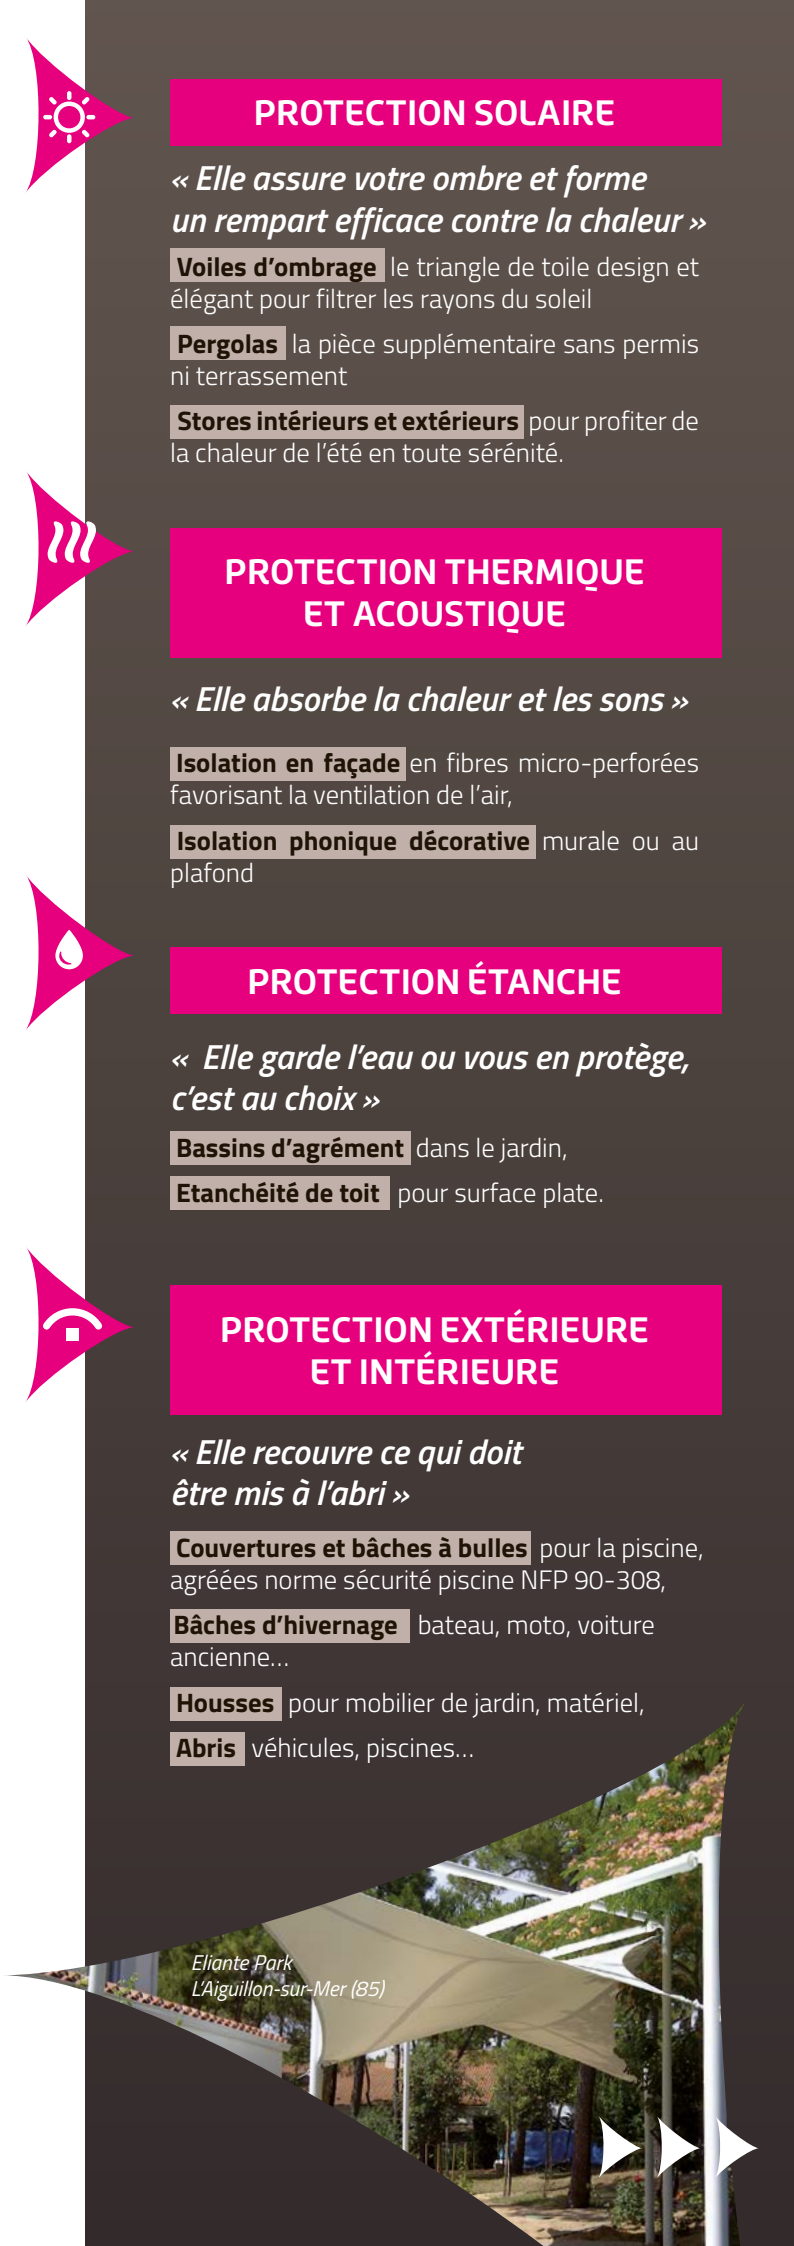 PROTECTION SOLAIRE
« Elle assure votre ombre et forme
un rempart efficace contre la chaleur »
Voiles d’ombrage le triangle de toile design et
élégant pour filtrer les rayons du soleil
Pergolas la pièce supplémentaire sans permis
ni terrassement
Stores intérieurs et extérieurs pour profiter de
la chaleur de l’été en toute sérénité.
PROTECTION THERMIQUE
ET ACOUSTIQUE
« Elle absorbe la chaleur et les sons »
Isolation en façade en fibres micro-perforées
favorisant la ventilation de l’air,
Isolation phonique décorative murale ou au
plafond
PROTECTION ÉTANCHE
« Elle garde l’eau ou vous en protège,
c’est au choix »
Bassins d’agrément dans le jardin,
Etanchéité de toit pour surface plate.
PROTECTION EXTÉRIEURE
ET INTÉRIEURE
« Elle recouvre ce qui doit
être mis à l’abri »
Couvertures et bâches à bulles pour la piscine,
agréées norme sécurité piscine NFP 90-308,
Bâches d’hivernage bateau, moto, voiture
ancienne…
Housses pour mobilier de jardin, matériel,
Abris véhicules, piscines…
Eliante Park
L’Aiguillon-sur-Mer (85)